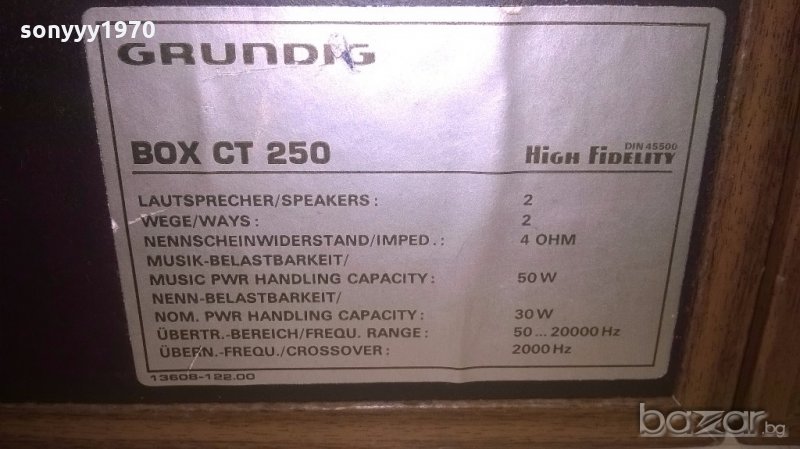 sonyyy1970
GRUNDIG
BOX CT 250
DIN 45500
HIGH FIDELITY
LAUTSPRECHER/SPEAKERS: 2
WEGE/WAYS: 2
NENNSCHEINWIDERSTAND/IMPED.: 4 OHM
MUSIK-BELASTBARKEIT/
MUSIC PWR HANDLING CAPACITY: 50 W
NENN-BELASTBARKEIT/
NOM. PWR HANDLING CAPACITY: 30 W
ÜBERTR.-BEREICH/FREQU. RANGE: 50...20000 Hz
ÜBERN.-FREQU./CROSSOVER: 2000 Hz
13608-122.00
bazar.bg